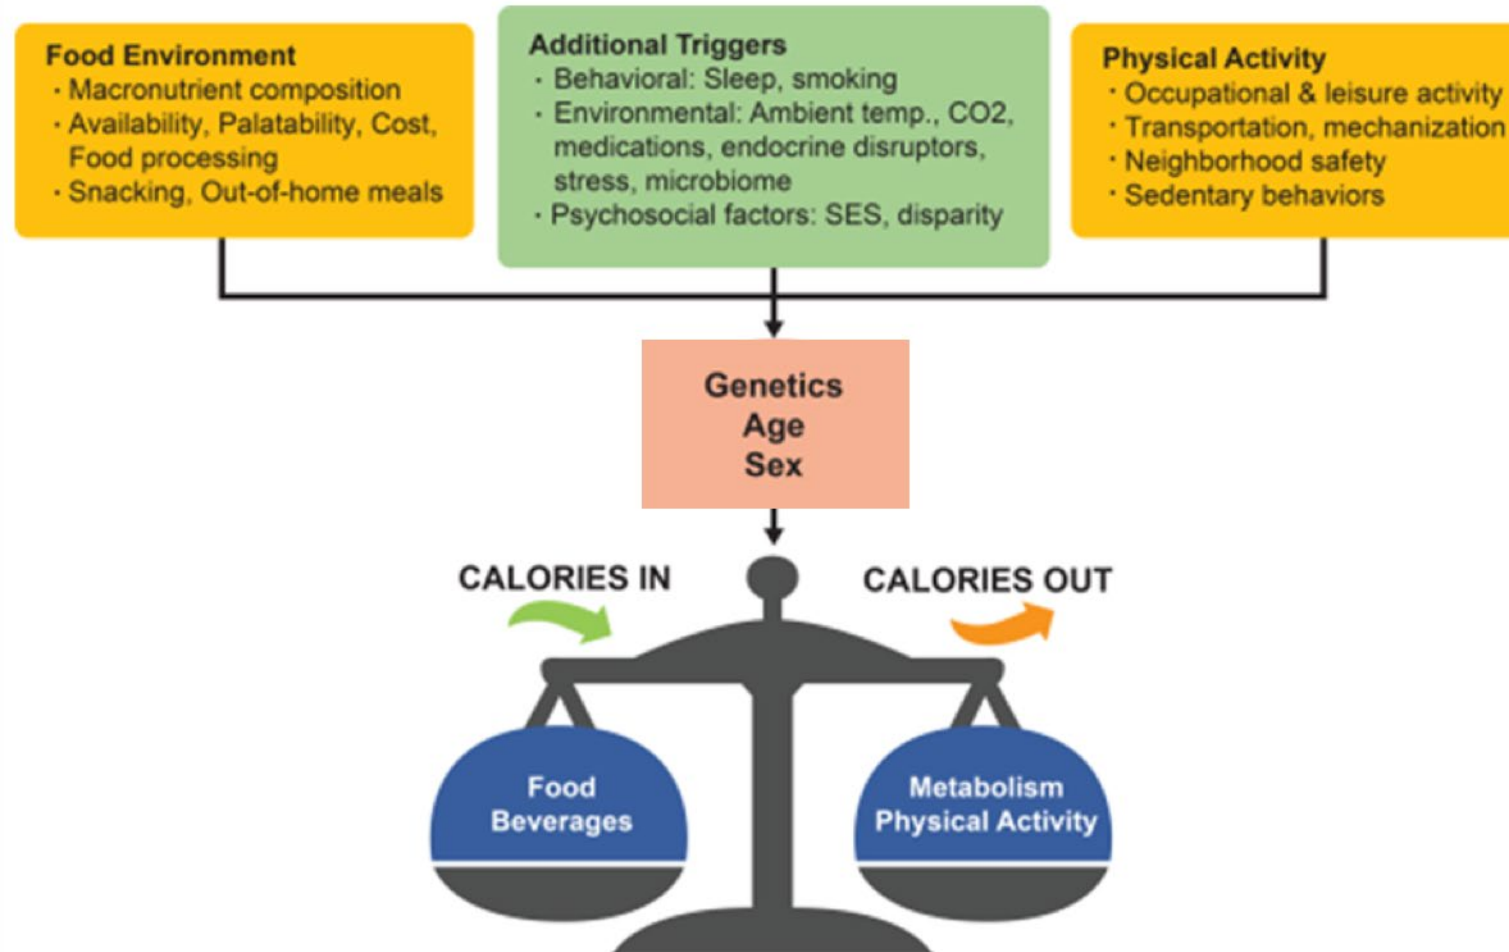 Food Environment
· Macronutrient composition
· Availability, Palatability, Cost,
Food processing
· Snacking, Out-of-home meals
Additional Triggers
· Behavioral: Sleep, smoking
· Environmental: Ambient temp., CO2,
medications, endocrine disruptors,
stress, microbiome
· Psychosocial factors: SES, disparity
Physical Activity
· Occupational & leisure activity
· Transportation, mechanization
· Neighborhood safety
· Sedentary behaviors
Genetics
Age
Sex
CALORIES IN
CALORIES OUT
Food
Beverages
Metabolism
Physical Activity